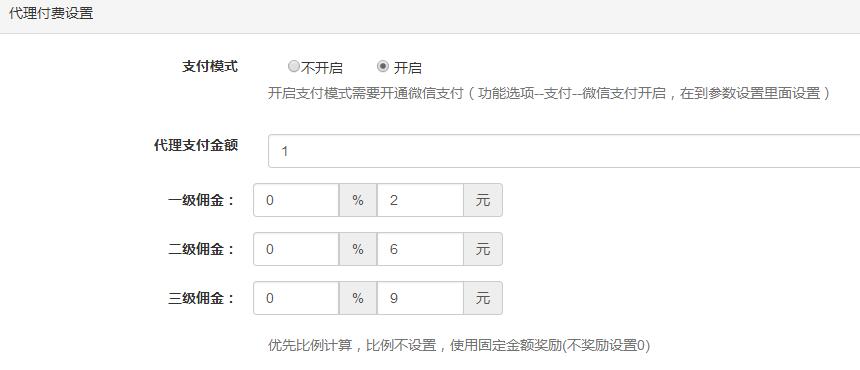 代理付费设置
支付模式 不开启 开启
开启支付模式需要开通微信支付（功能选项--支付--微信支付开启，在到参数设置里面设置）
代理支付金额 1
一级佣金： 0 % 2 元
二级佣金： 0 % 6 元
三级佣金： 0 % 9 元
优先比例计算，比例不设置，使用固定金额奖励(不奖励设置0)